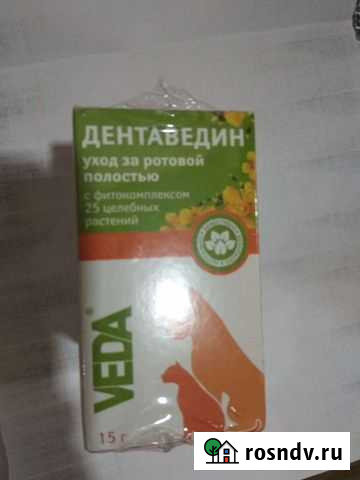 ДЕНТАВЕДИН
уход за ротовой
полостью
с фитокомплексом
25 целебных
растений
VEDA®
15 г
rosndv.ru